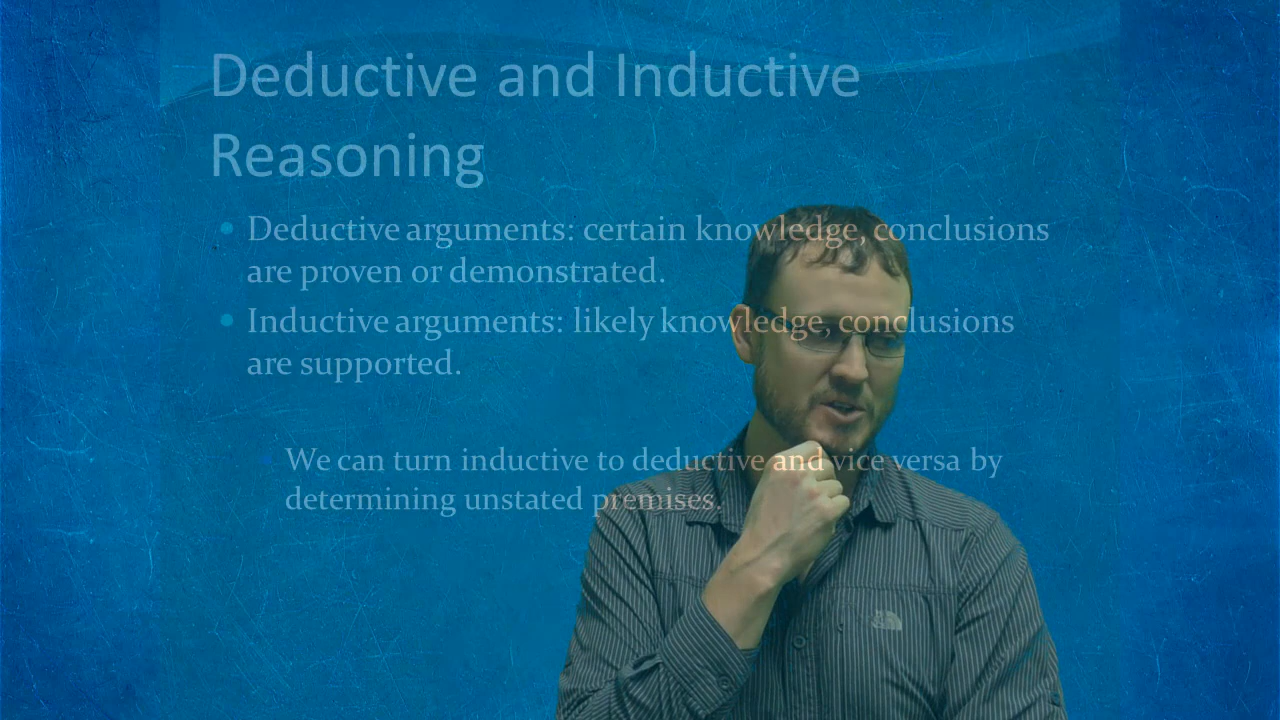 Deductive and Inductive
Reasoning
• Deductive arguments: certain knowledge, conclusions
are proven or demonstrated.
• Inductive arguments: likely knowledge, conclusions
are supported.
• We can turn inductive to deductive and vice versa by
determining unstated premises.